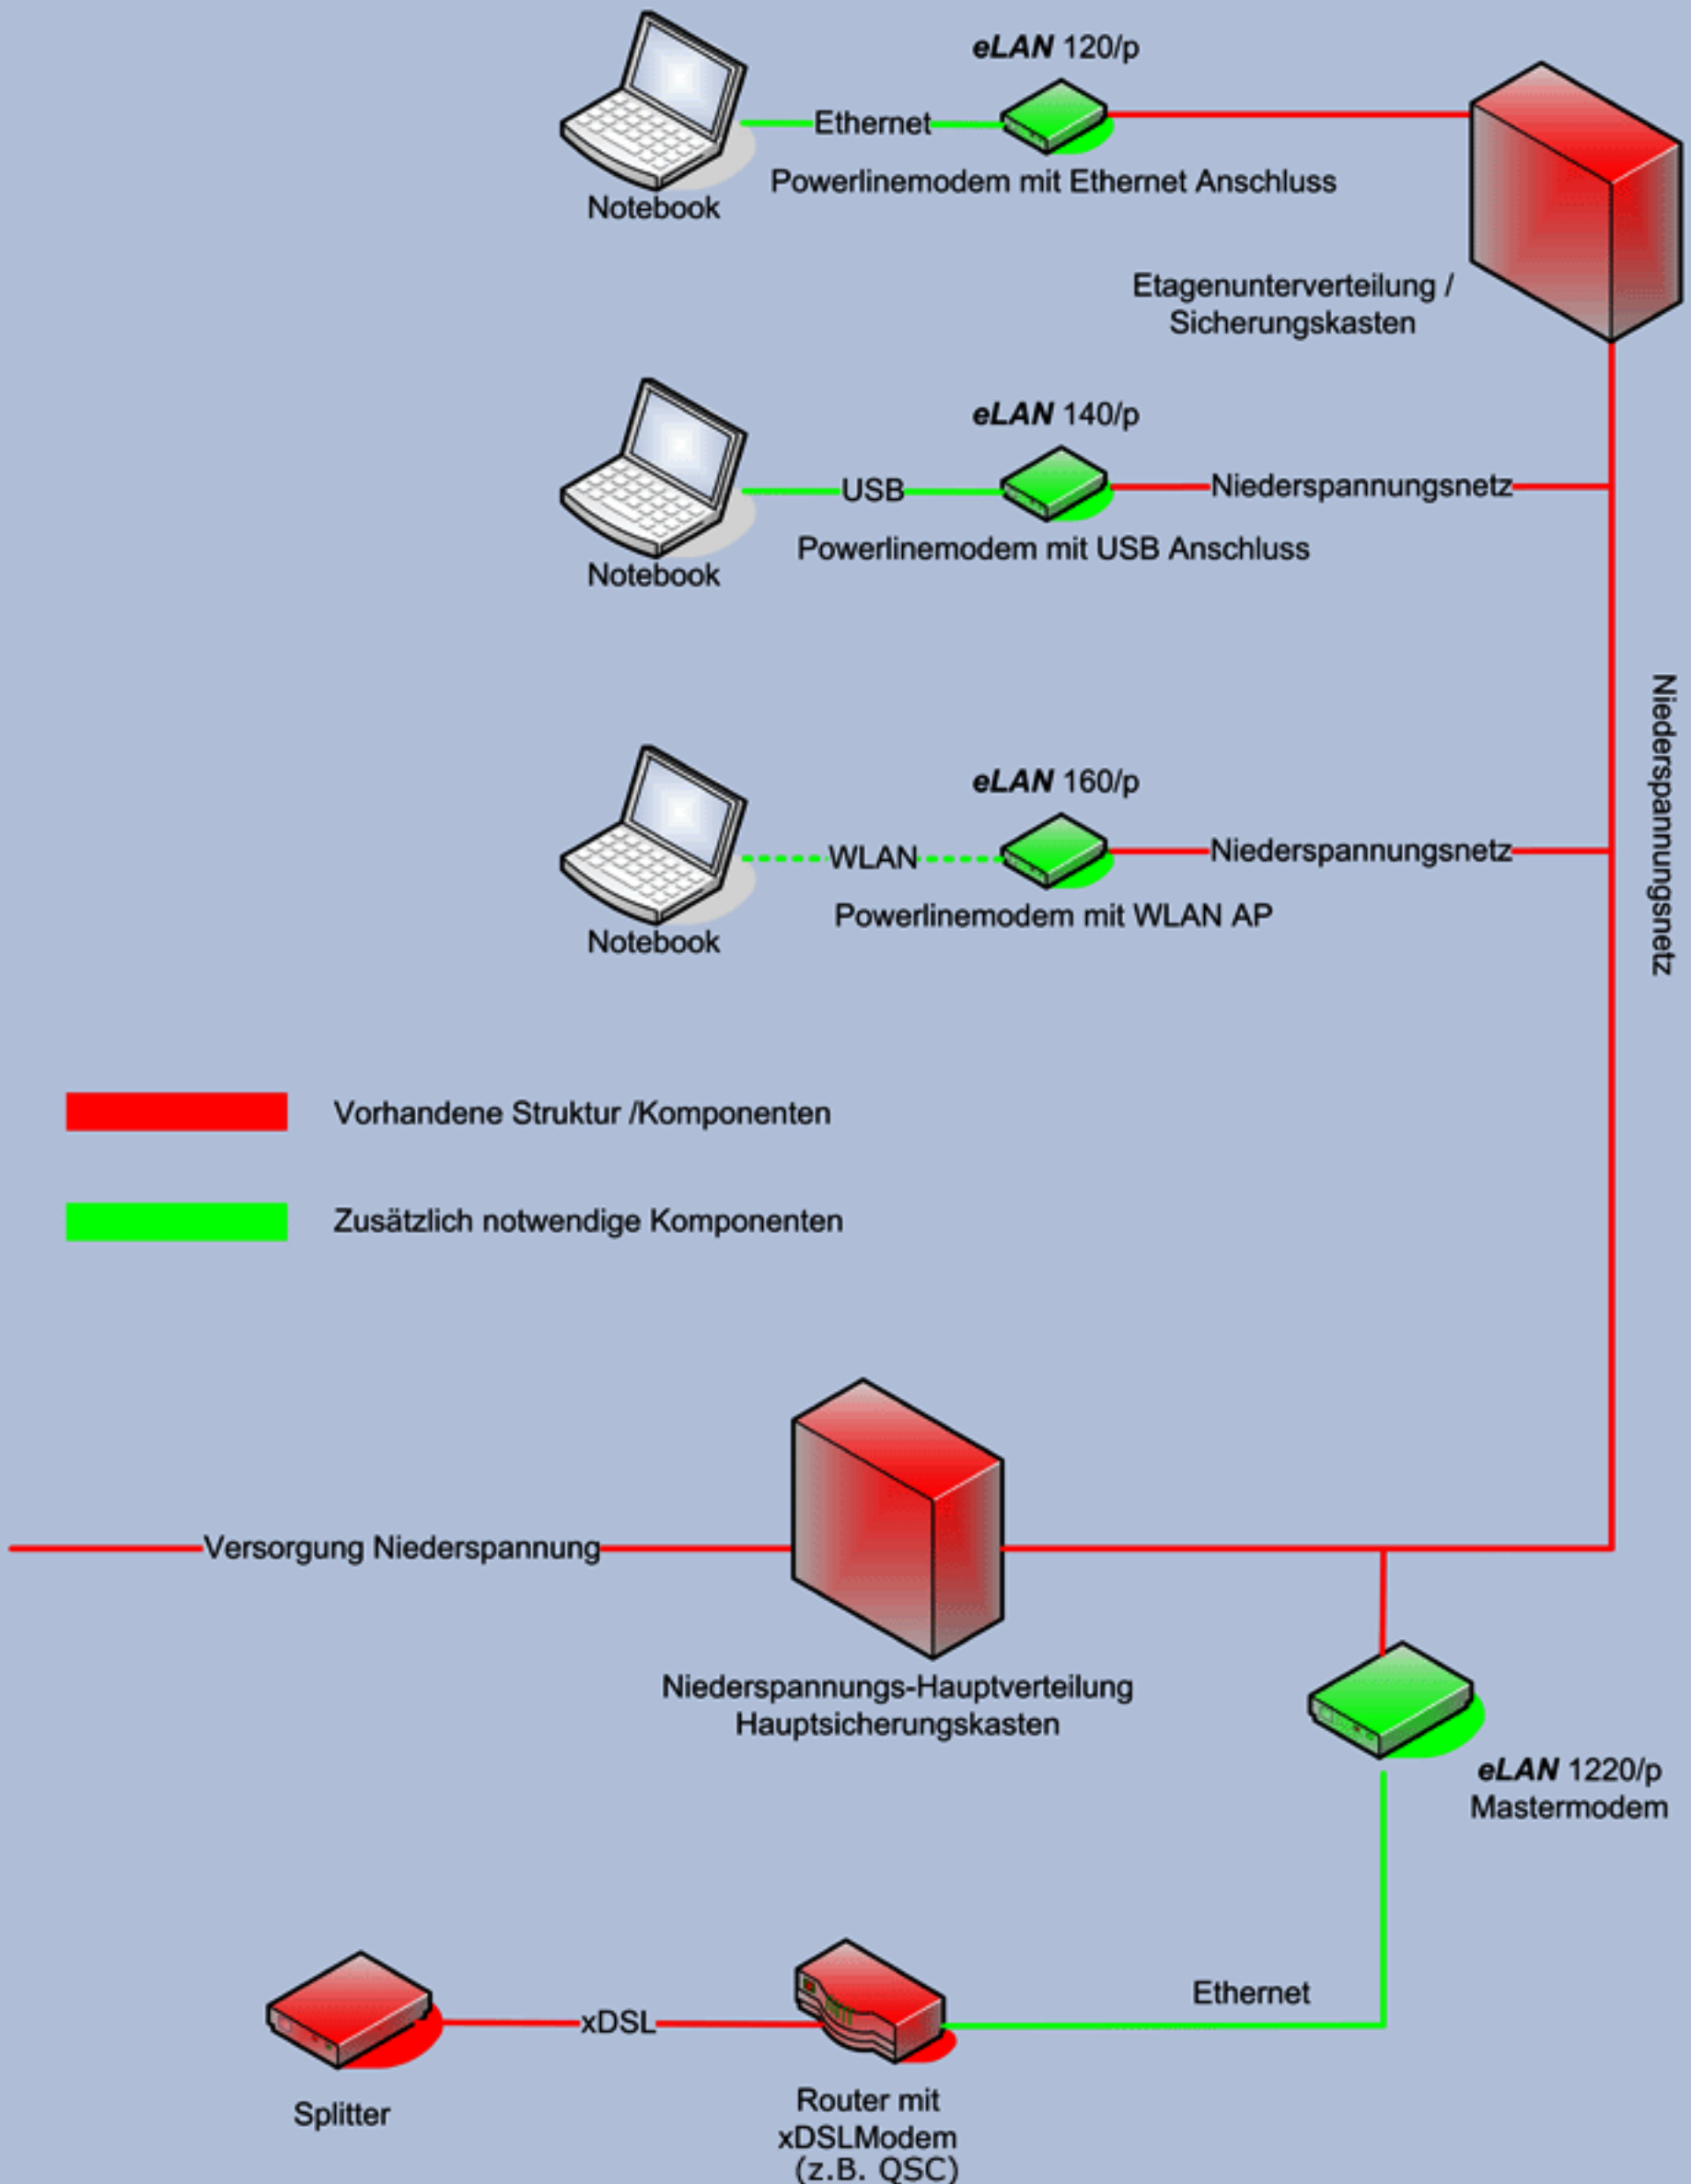 eLAN 120/p
Ethernet
Powerlinemodem mit Ethernet Anschluss
Notebook
Etagenunterverteilung /
Sicherungskasten
eLAN 140/p
USB
Niederspannungsnetz
Powerlinemodem mit USB Anschluss
Notebook
Niederspannungsnetz
eLAN 160/p
WLAN
Niederspannungsnetz
Powerlinemodem mit WLAN AP
Notebook
Vorhandene Struktur /Komponenten
Zusätzlich notwendige Komponenten
Versorgung Niederspannung
Niederspannungs-Hauptverteilung
Hauptsicherungskasten
eLAN 1220/p
Mastermodem
Ethernet
xDSL
Splitter
Router mit
xDSLModem
(z.B. QSC)